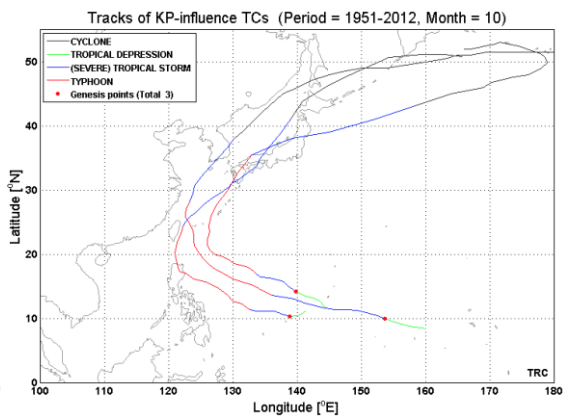 Tracks of KP-influence TCs (Period = 1951-2012, Month = 10)
CYCLONE
TROPICAL DEPRESSION
(SEVERE) TROPICAL STORM
TYPHOON
Genesis points (Total 3)
Latitude [°N]
50
40
30
20
10
0
TRC
100 110 120 130 140 150 160 170 180
Longitude [°E]